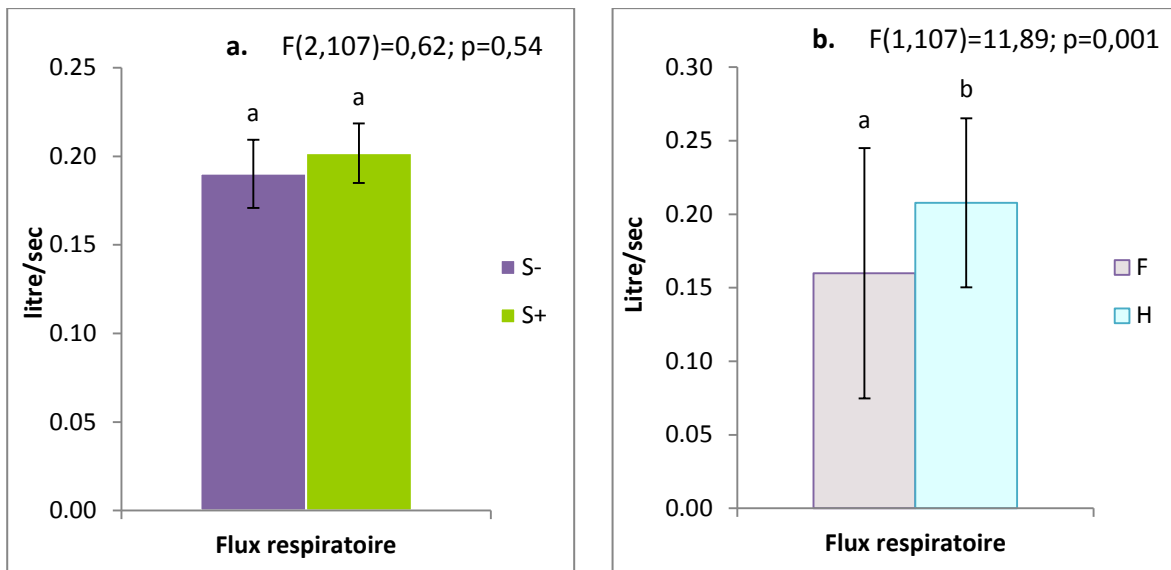 a. F(2,107)=0,62; p=0,54
0.25
0.20
0.15
0.10
0.05
0.00
litre/sec
a
a
S-
S+
Flux respiratoire
b. F(1,107)=11,89; p=0,001
0.30
0.25
0.20
0.15
0.10
0.05
0.00
Litre/sec
a
b
F
H
Flux respiratoire